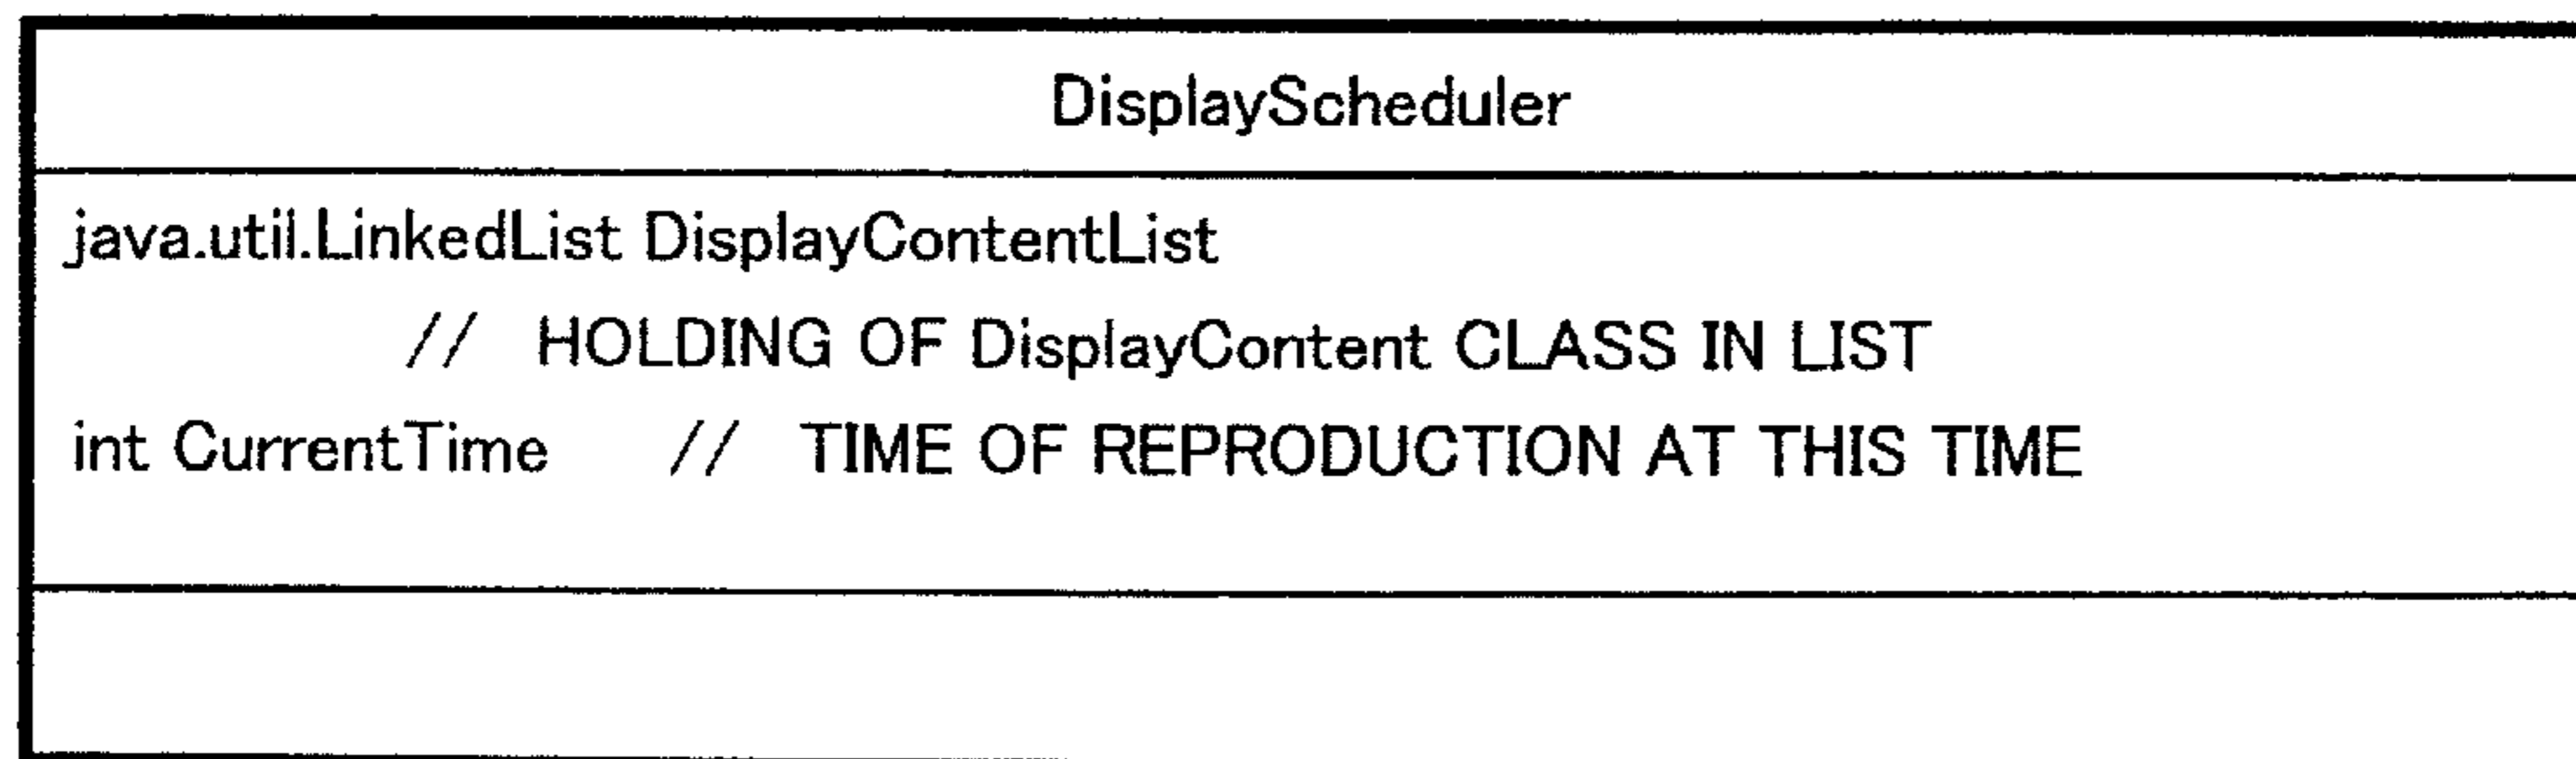 DisplayScheduler
java.util.LinkedList DisplayContentList
// HOLDING OF DisplayContent CLASS IN LIST
int CurrentTime // TIME OF REPRODUCTION AT THIS TIME